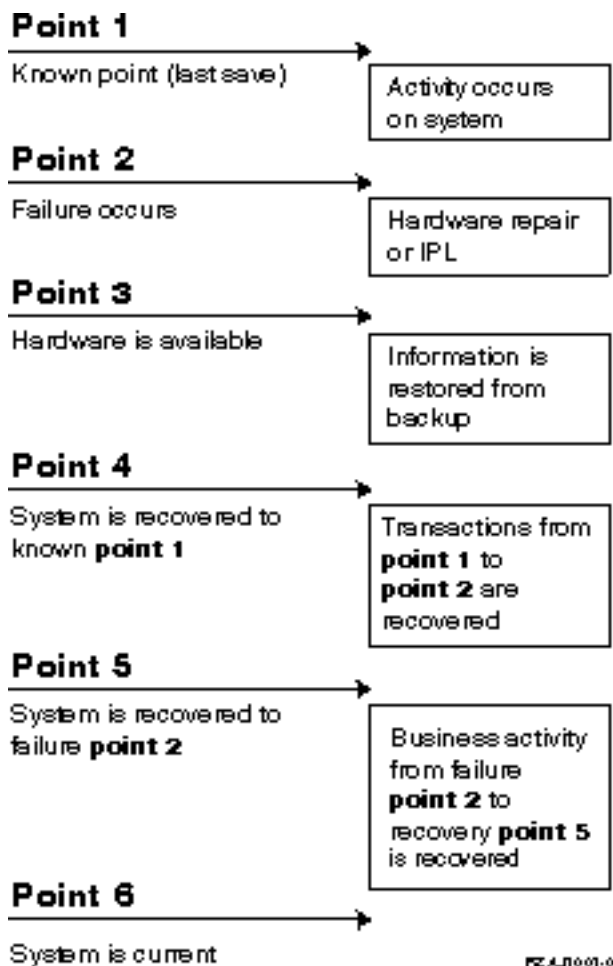 Point 1
Known point (last save)
Activity occurs
on system
Point 2
Failure occurs
Hardware repair
or IPL
Point 3
Hardware is available
Information is
restored from
backup
Point 4
System is recovered to
known point 1
Transactions from
point 1 to
point 2 are
recovered
Point 5
System is recovered to
failure point 2
Business activity
from failure
point 2 to
recovery point 5
is recovered
Point 6
System is current